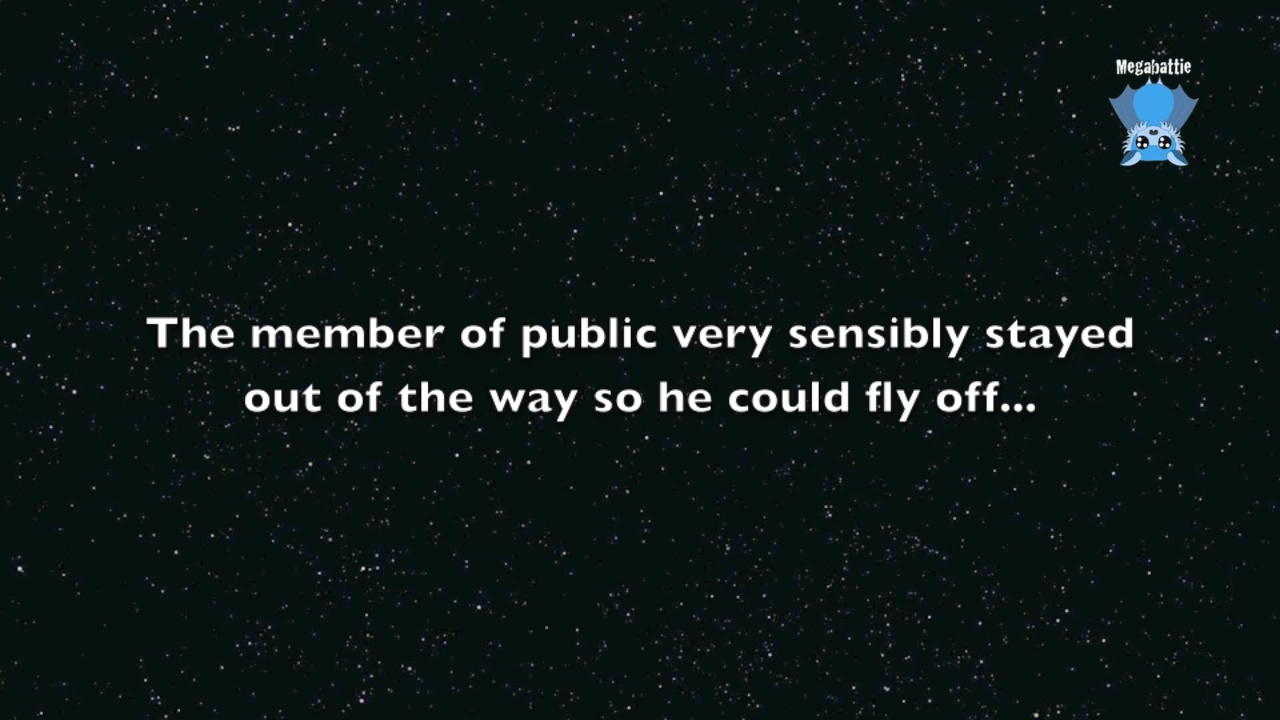 Megabattie
The member of public very sensibly stayed
out of the way so he could fly off...